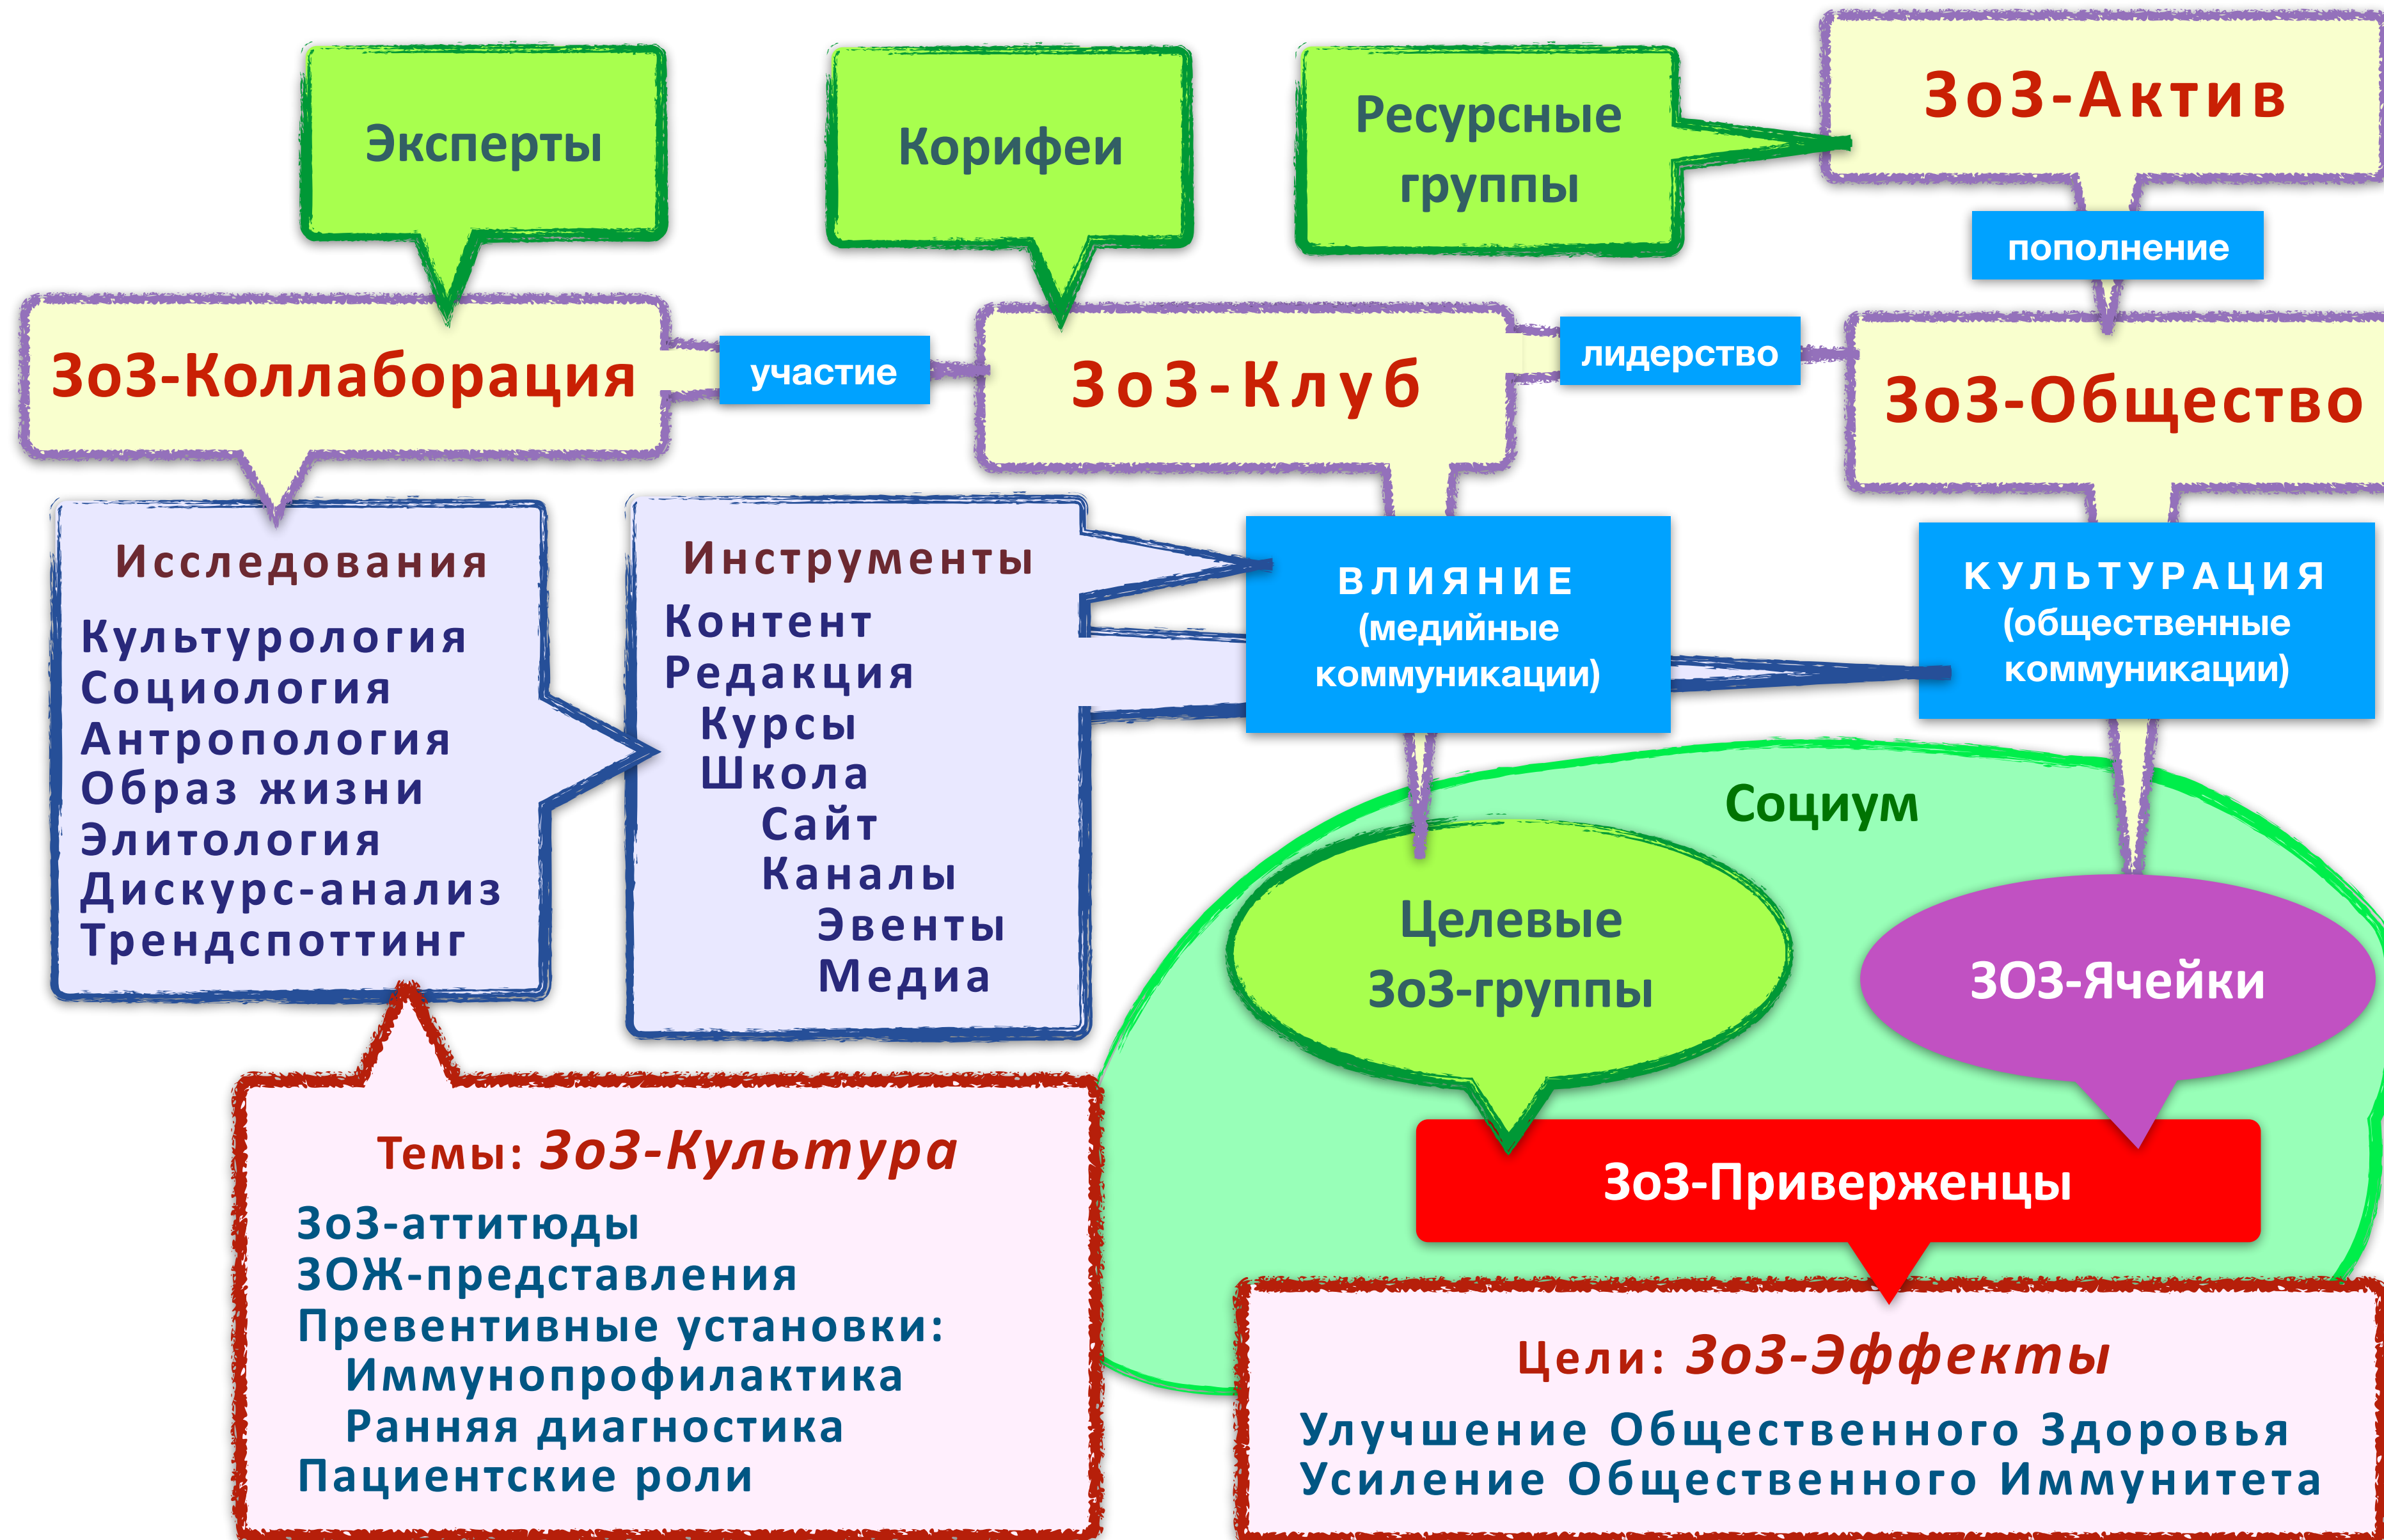 Эксперты
Корифеи
Ресурсные
группы
ЗоЗ-Актив
пополнение
ЗоЗ-Коллаборация
участие
ЗоЗ-Клуб
лидерство
ЗоЗ-Общество
Исследования
Культурология
Социология
Антропология
Образ жизни
Элитология
Дискурс-анализ
Трендспоттинг
Инструменты
Контент
Редакция
Курсы
Школа
Сайт
Каналы
Эвенты
Медиа
ВЛИЯНИЕ
(медийные
коммуникации)
КУЛЬТУРАЦИЯ
(общественные
коммуникации)
Социум
Целевые
ЗоЗ-группы
ЗОЗ-Ячейки
ЗоЗ-Приверженцы
Темы: ЗоЗ-Культура
ЗоЗ-аттитюды
ЗОЖ-представления
Превентивные установки:
Иммунопрофилактика
Ранняя диагностика
Пациентские роли
Цели: ЗоЗ-Эффекты
Улучшение Общественного Здоровья
Усиление Общественного Иммунитета